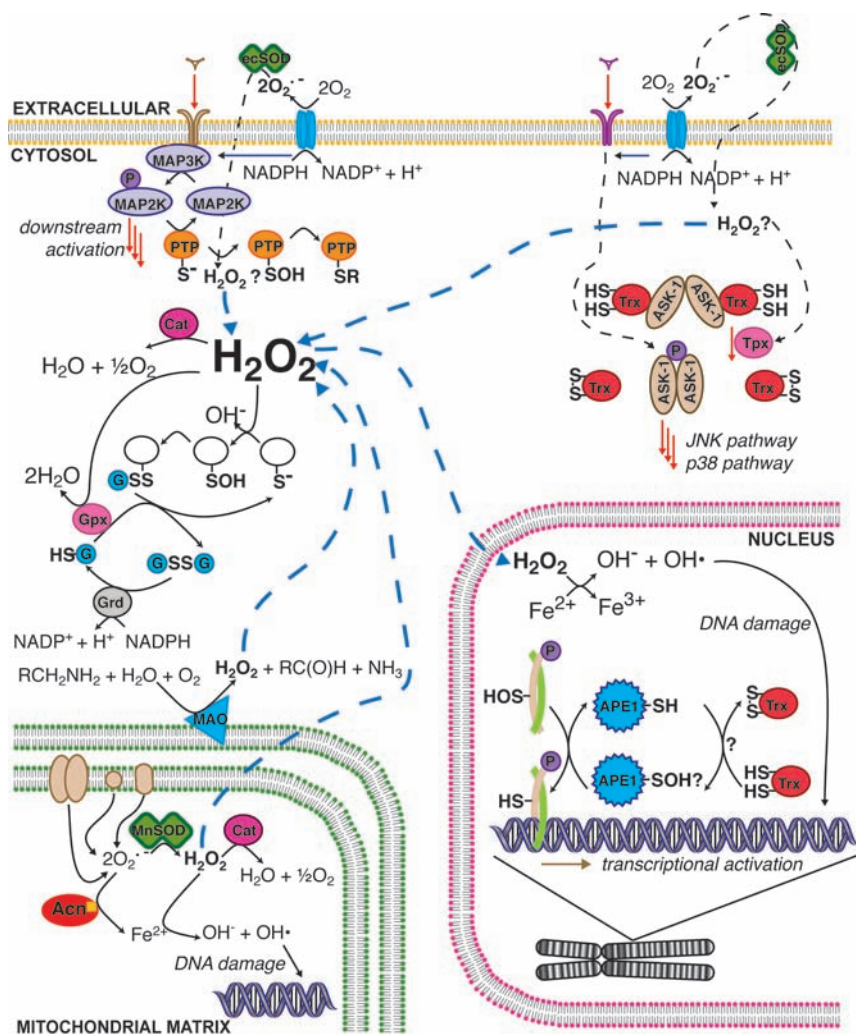 ecSOD
2O₂·⁻ 2O₂
EXTRACELLULAR
CYTOSOL
MAP3K
NADPH NADP⁺ + H⁺
P
MAP2K MAP2K
downstream
activation
PTP PTP PTP
S⁻ H₂O₂ ? SOH SR
2O₂ 2O₂·⁻
ecSOD
NADPH NADP⁺ + H⁺
H₂O₂?
HS Trx ASK-1 ASK-1 Trx SH
HS SH
P Tpx
S Trx ASK-1 ASK-1 Trx S
S S
JNK pathway
p38 pathway
Cat
H₂O₂
H₂O + ½O₂
OH⁻
2H₂O
G SS SOH S⁻
Gpx
HS G G SS G
Grd
NADP⁺ + H⁺ NADPH
RCH₂NH₂ + H₂O + O₂ H₂O₂ + RC(O)H + NH₃
MAO
MnSOD Cat
2O₂·⁻ H₂O₂
H₂O + ½O₂
Acn
Fe²⁺ OH⁻ + OH•
DNA damage
MITOCHONDRIAL MATRIX
NUCLEUS
H₂O₂ OH⁻ + OH•
Fe²⁺ Fe³⁺
DNA damage
P
HOS APE1 SH S Trx
S
?
P
HS APE1 SOH? HS Trx
HS
transcriptional activation